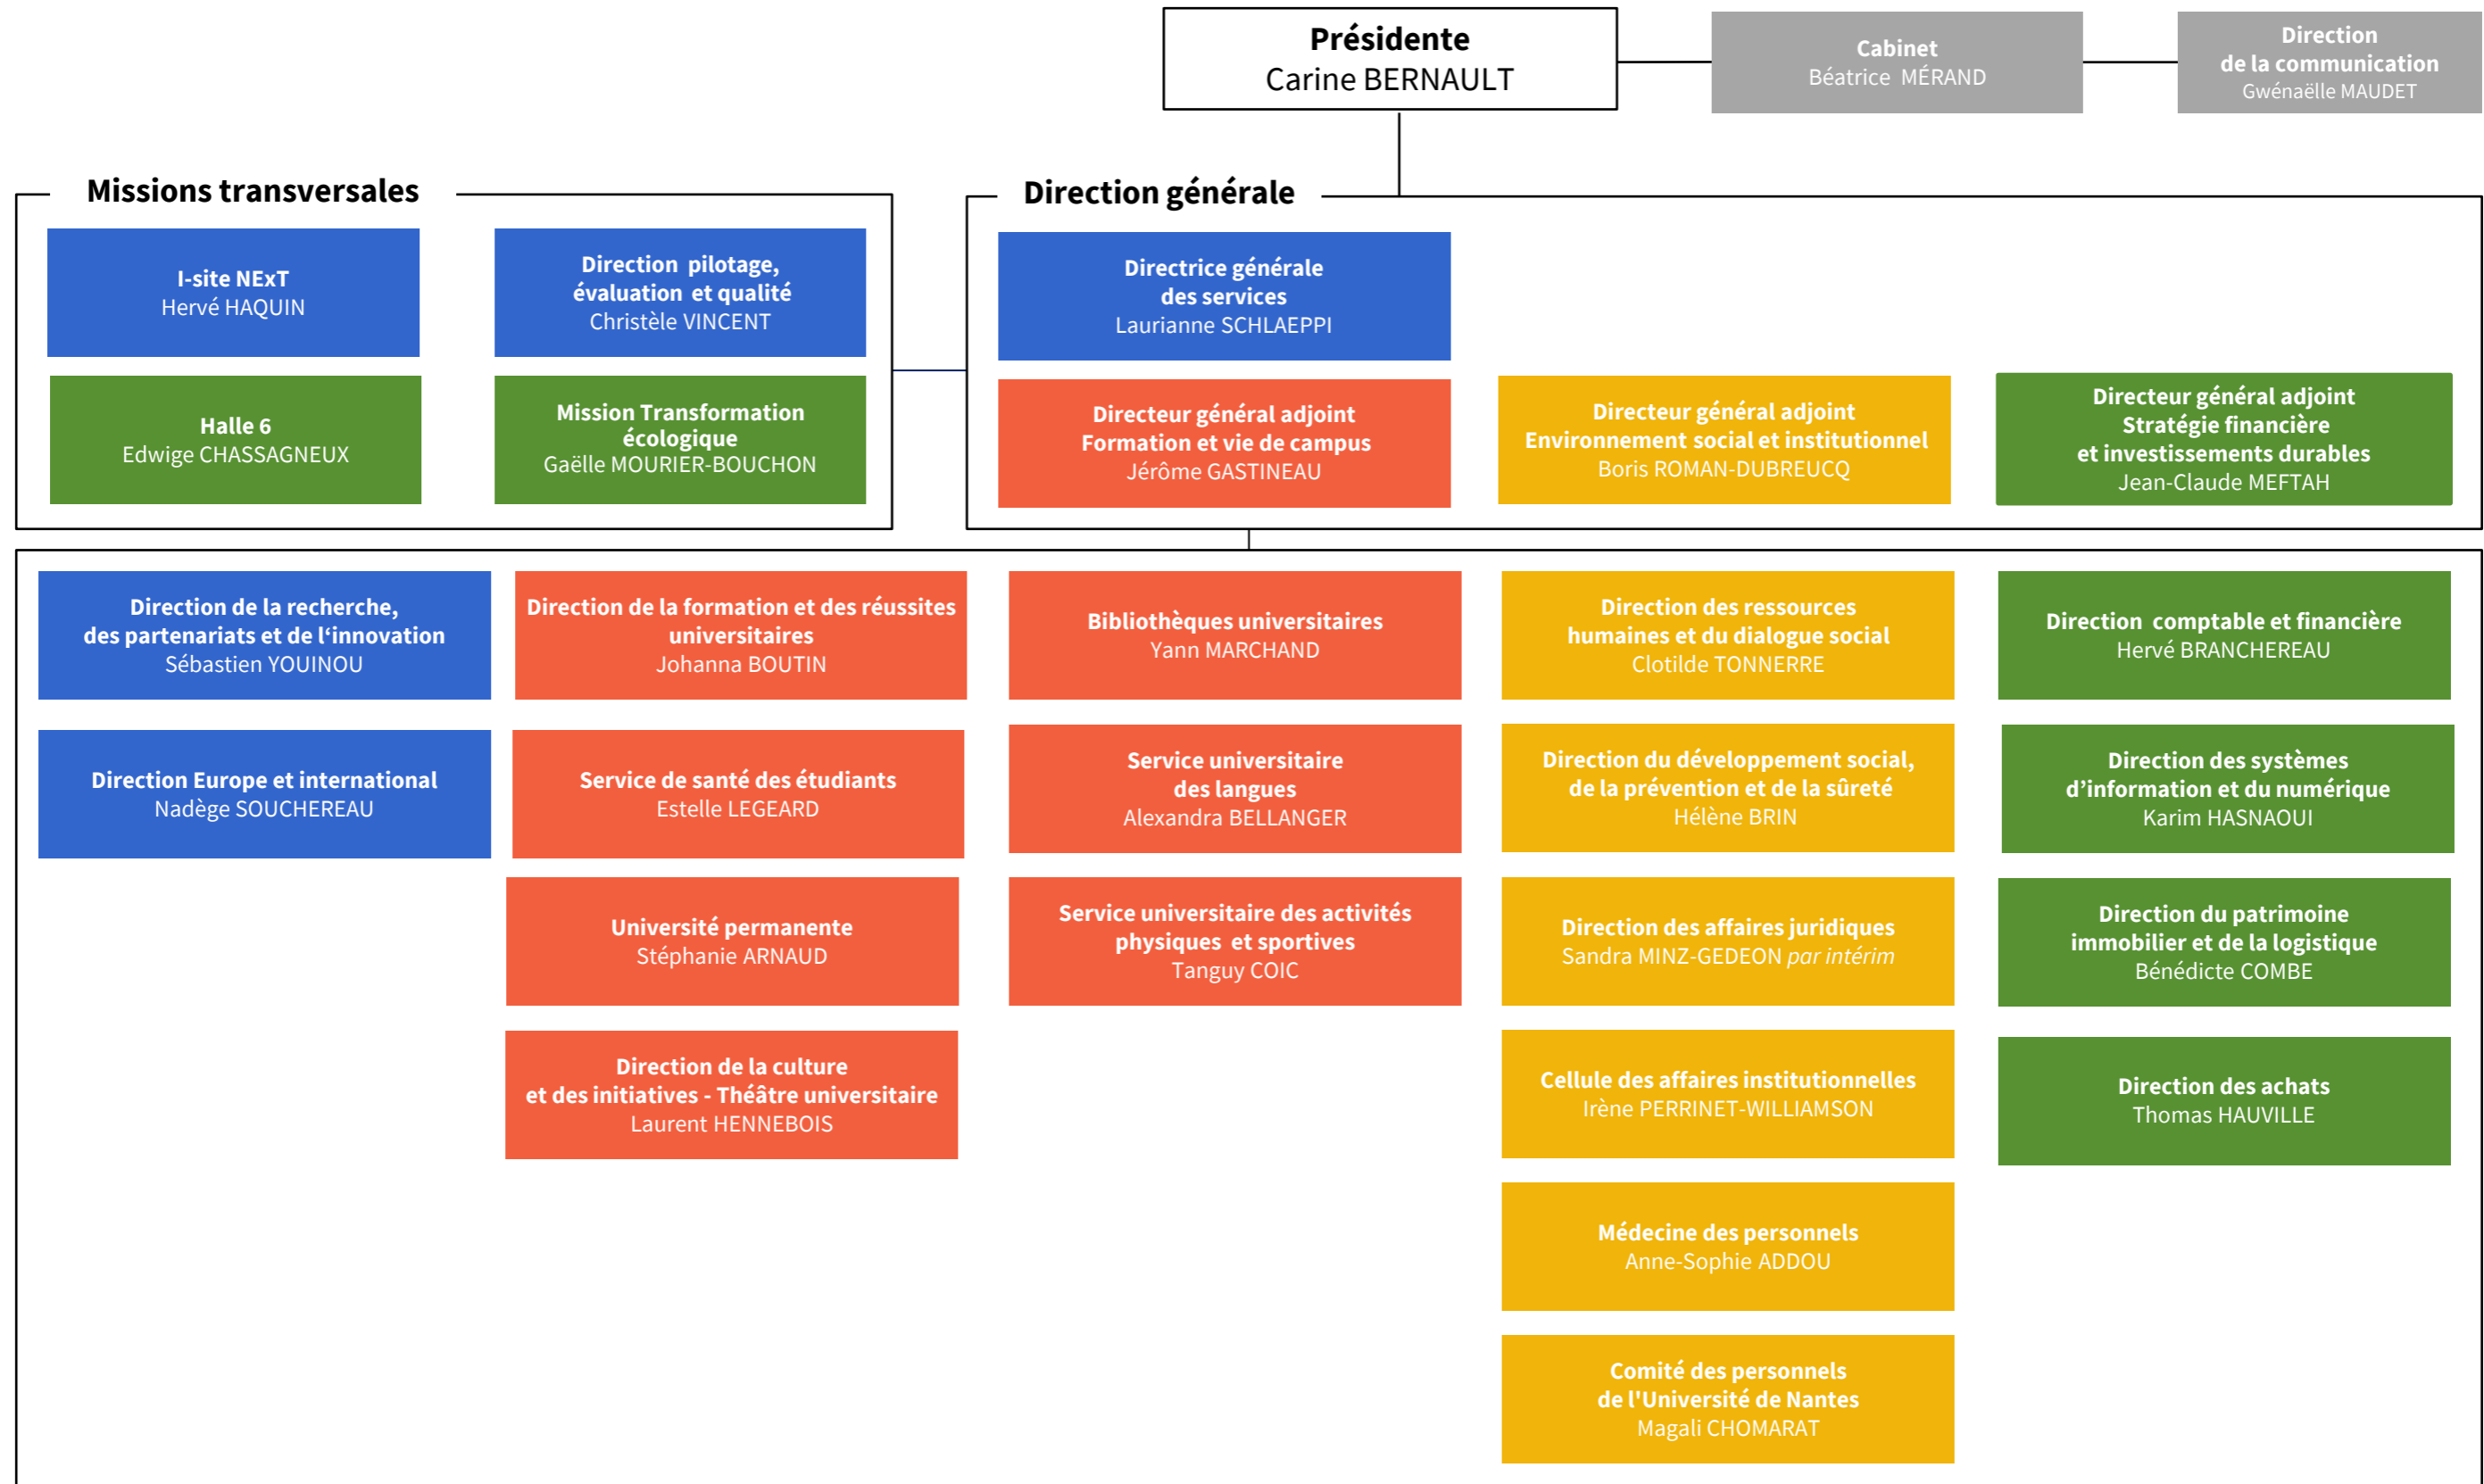 Présidente
Carine BERNAULT
Cabinet
Béatrice MÉRAND
Direction
de la communication
Gwénaëlle MAUDET
Missions transversales
I-site NExT
Hervé HAQUIN
Direction pilotage,
évaluation et qualité
Christèle VINCENT
Halle 6
Edwige CHASSAGNEUX
Mission Transformation
écologique
Gaëlle MOURIER-BOUCHON
Direction générale
Directrice générale
des services
Laurianne SCHLAEPPI
Directeur général adjoint
Formation et vie de campus
Jérôme GASTINEAU
Directeur général adjoint
Environnement social et institutionnel
Boris ROMAN-DUBREUCQ
Directeur général adjoint
Stratégie financière
et investissements durables
Jean-Claude MEFTAH
Direction de la recherche,
des partenariats et de l‘innovation
Sébastien YOUINOU
Direction Europe et international
Nadège SOUCHEREAU
Direction de la formation et des réussites
universitaires
Johanna BOUTIN
Service de santé des étudiants
Estelle LEGEARD
Université permanente
Stéphanie ARNAUD
Direction de la culture
et des initiatives - Théâtre universitaire
Laurent HENNEBOIS
Bibliothèques universitaires
Yann MARCHAND
Service universitaire
des langues
Alexandra BELLANGER
Service universitaire des activités
physiques et sportives
Tanguy COIC
Direction des ressources
humaines et du dialogue social
Clotilde TONNERRE
Direction du développement social,
de la prévention et de la sûreté
Hélène BRIN
Direction des affaires juridiques
Sandra MINZ-GEDEON par intérim
Cellule des affaires institutionnelles
Irène PERRINET-WILLIAMSON
Médecine des personnels
Anne-Sophie ADDOU
Comité des personnels
de l'Université de Nantes
Magali CHOMARAT
Direction comptable et financière
Hervé BRANCHEREAU
Direction des systèmes
d’information et du numérique
Karim HASNAOUI
Direction du patrimoine
immobilier et de la logistique
Bénédicte COMBE
Direction des achats
Thomas HAUVILLE